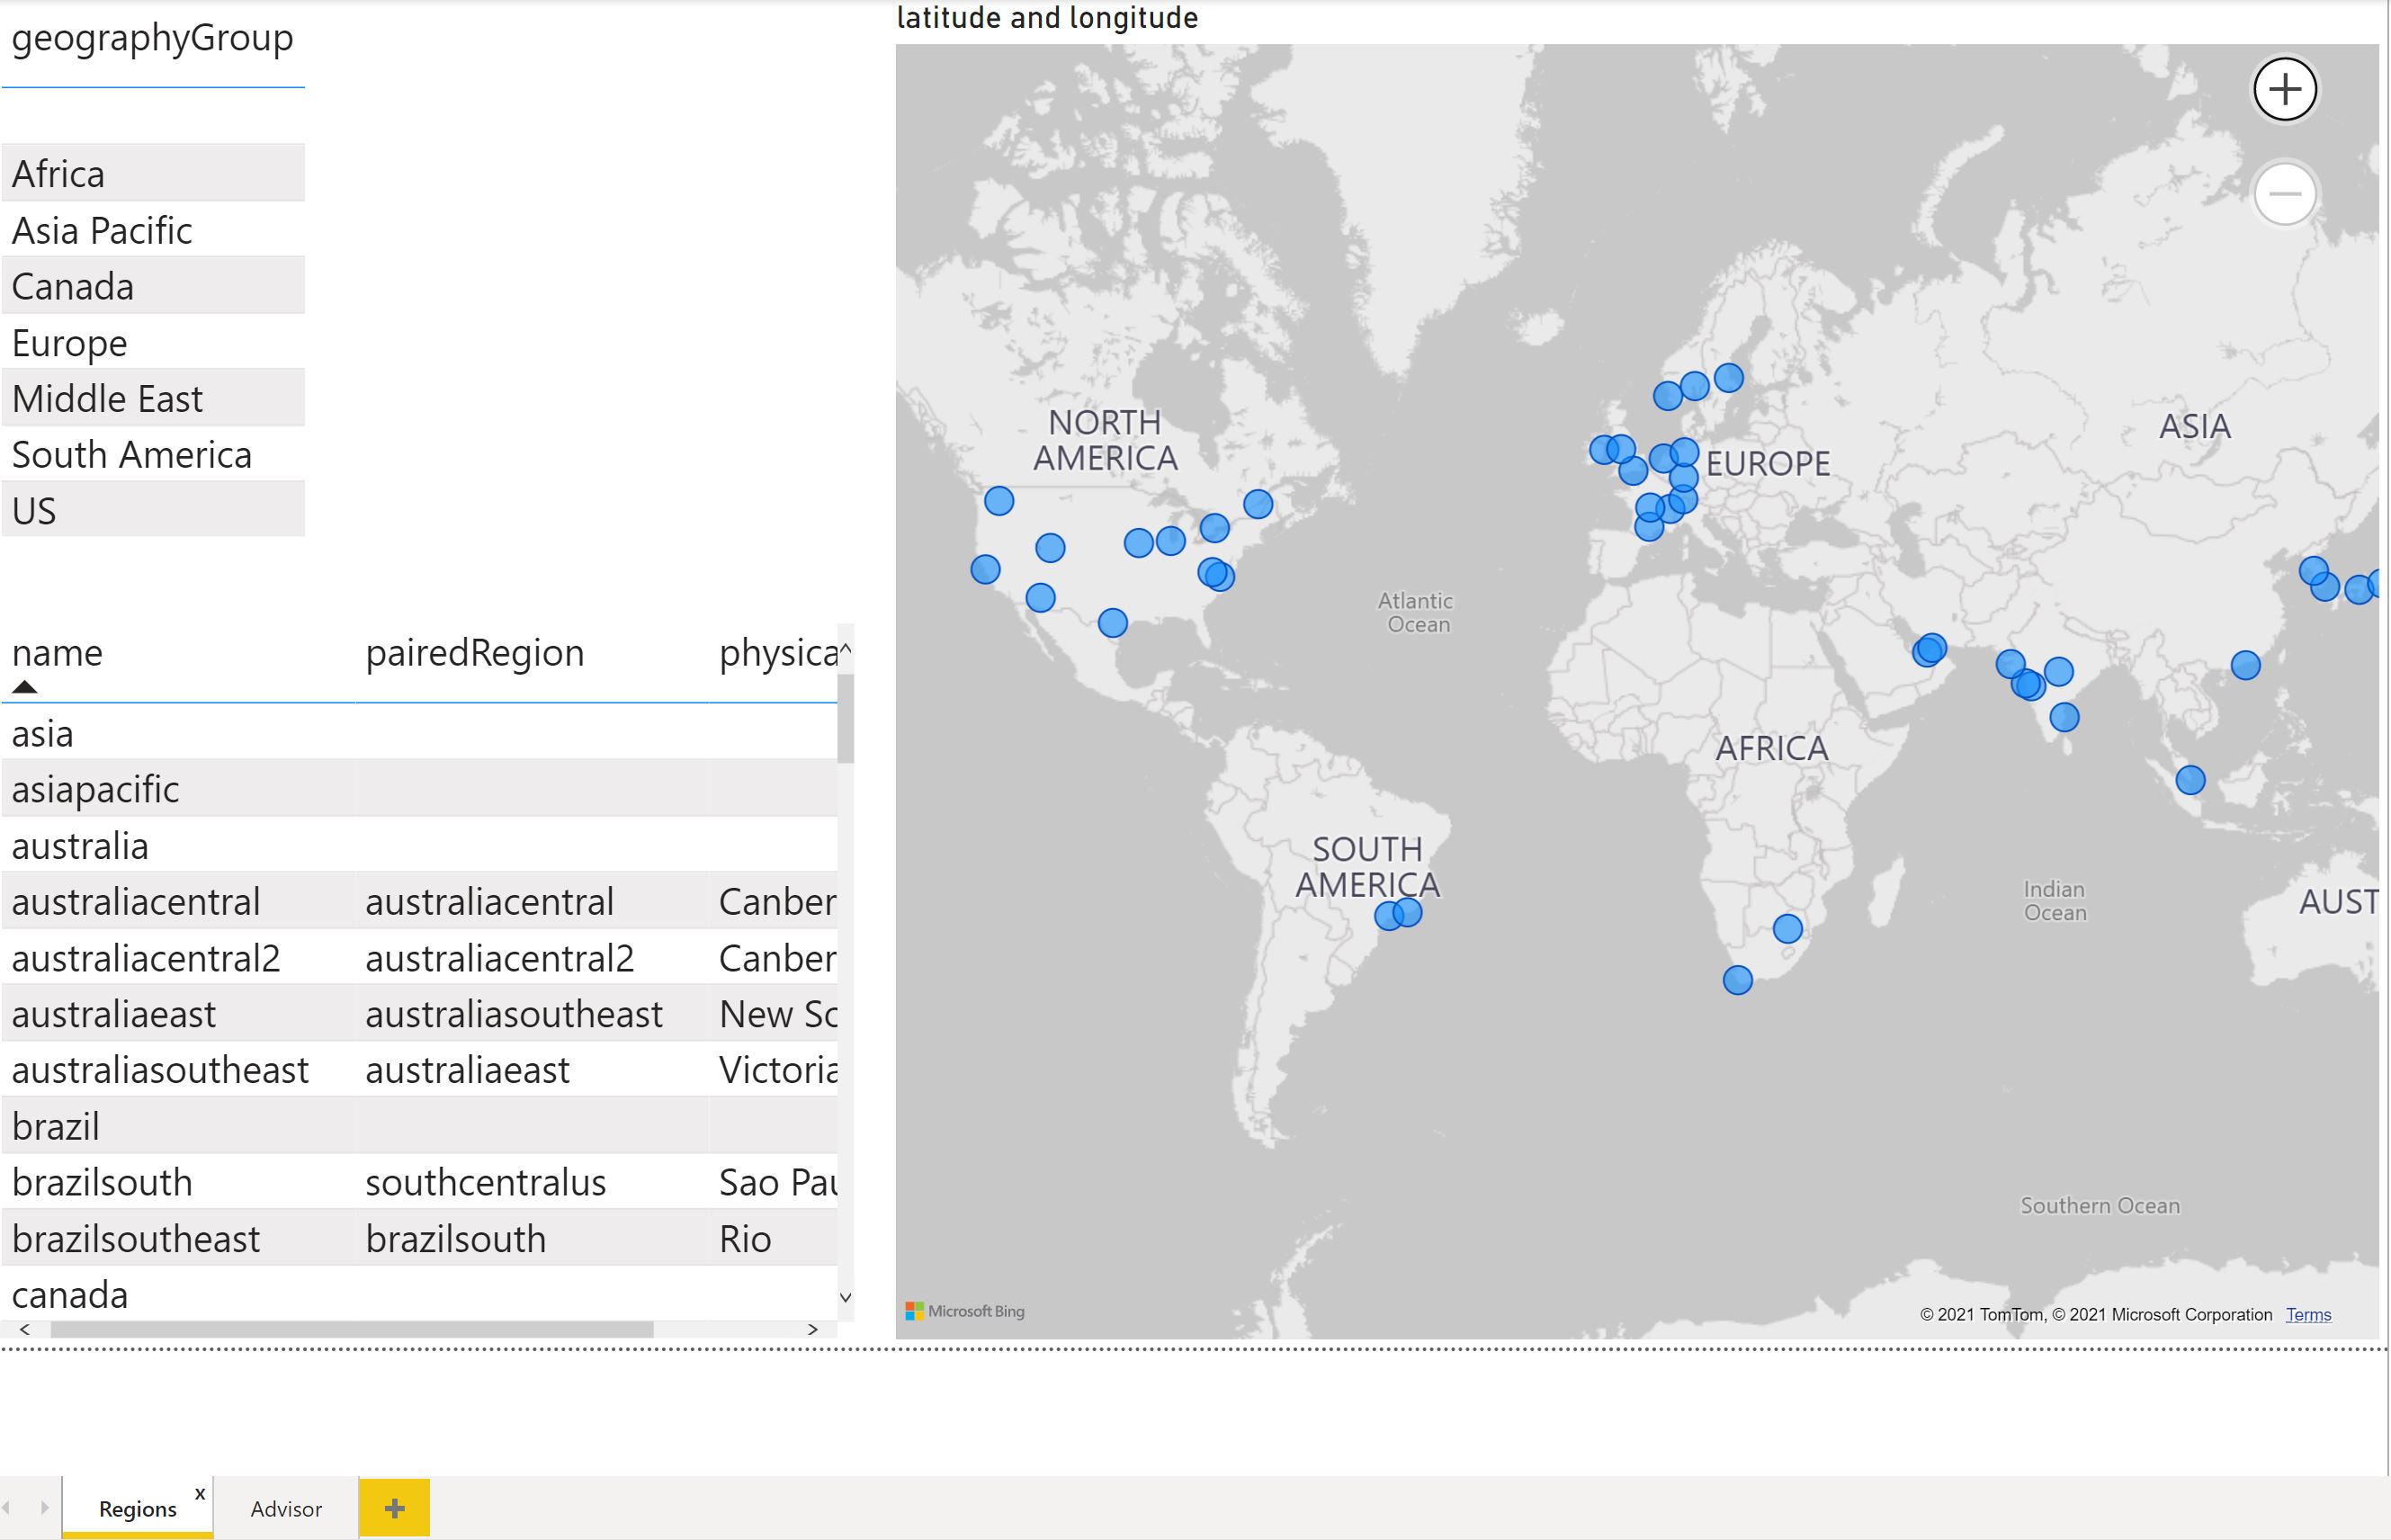 geographyGroup
Africa
Asia Pacific
Canada
Europe
Middle East
South America
US
name pairedRegion physica
asia
asiapacific
australia
australiacentral australiacentral Canber
australiacentral2 australiacentral2 Canber
australiaeast australiasoutheast New So
australiasoutheast australiaeast Victoria
brazil
brazilsouth southcentralus Sao Pau
brazilsoutheast brazilsouth Rio
canada
latitude and longitude
NORTH
AMERICA
EUROPE
ASIA
Atlantic
Ocean
AFRICA
SOUTH
AMERICA
Indian
Ocean
AUST
Southern Ocean
Microsoft Bing
© 2021 TomTom, © 2021 Microsoft Corporation Terms
Regions x Advisor